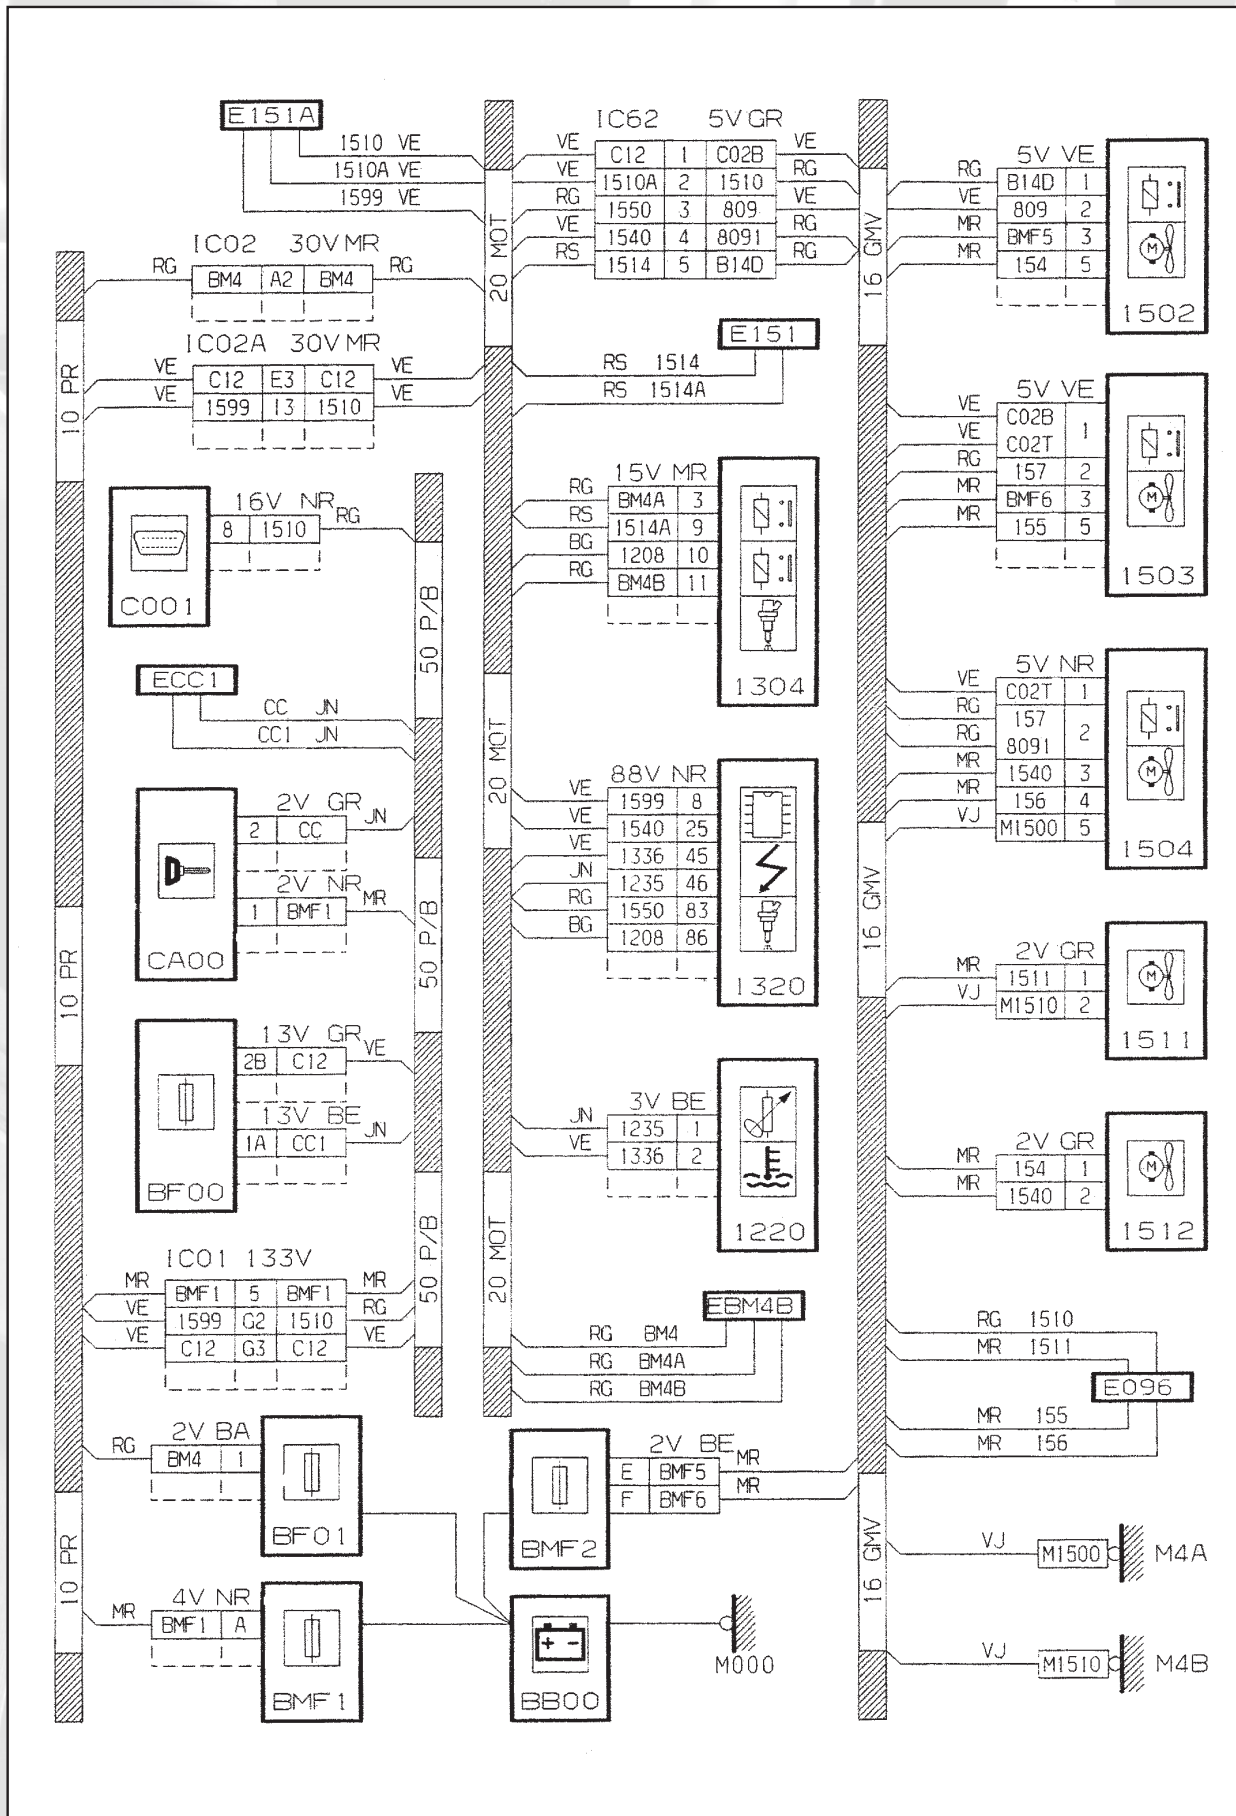 E151A
1510 VE
1510A VE
1599 VE
IC02 30V MR
RG BM4 A2 BM4 RG
IC02A 30V MR
VE C12 E3 C12 VE
VE 1599 I3 1510 VE
10 PR
16V NR
8 1510 RG
C001
ECC1
CC JN
CC1 JN
2V GR
2 CC JN
2V NR
1 BMF1 MR
CA00
10 PR
13V GR
2B C12 VE
13V BE
1A CC1 JN
BF00
IC01 133V
MR BMF1 5 BMF1 MR
VE 1599 G2 1510 RG
VE C12 G3 C12 VE
2V BA
RG BM4 1
BF01
10 PR
4V NR
MR BMF1 A
BMF1
50 P/B
50 P/B
50 P/B
20 MOT
20 MOT
20 MOT
IC62 5V GR
VE C12 1 C02B VE
VE 1510A 2 1510 RG
RG 1550 3 809 VE
VE 1540 4 8091 RG
RS 1514 5 B14D RG
E151
RS 1514
RS 1514A
15V MR
RG BM4A 3
RS 1514A 9
BG 1208 10
RG BM4B 11
1304
88V NR
VE 1599 8
VE 1540 25
VE 1336 45
JN 1235 46
RG 1550 83
BG 1208 86
1320
3V BE
JN 1235 1
VE 1336 2
1220
EBM4B
RG BM4
RG BM4A
RG BM4B
2V BE
E BMF5 MR
F BMF6 MR
BMF2
+ -
BB00
M000
16 GMV
16 GMV
16 GMV
5V VE
RG B14D 1
VE 809 2
MR BMF5 3
MR 154 5
M
1502
5V VE
VE C02B
1
VE C02T
RG 157 2
MR BMF6 3
MR 155 5
M
1503
5V NR
VE C02T 1
RG 157
2
RG 8091
MR 1540 3
MR 156 4
VJ M1500 5
M
1504
2V GR
MR 1511 1
VJ M1510 2
M
1511
2V GR
MR 154 1
MR 1540 2
M
1512
RG 1510
MR 1511
E096
MR 155
MR 156
VJ M1500 M4A
VJ M1510 M4B